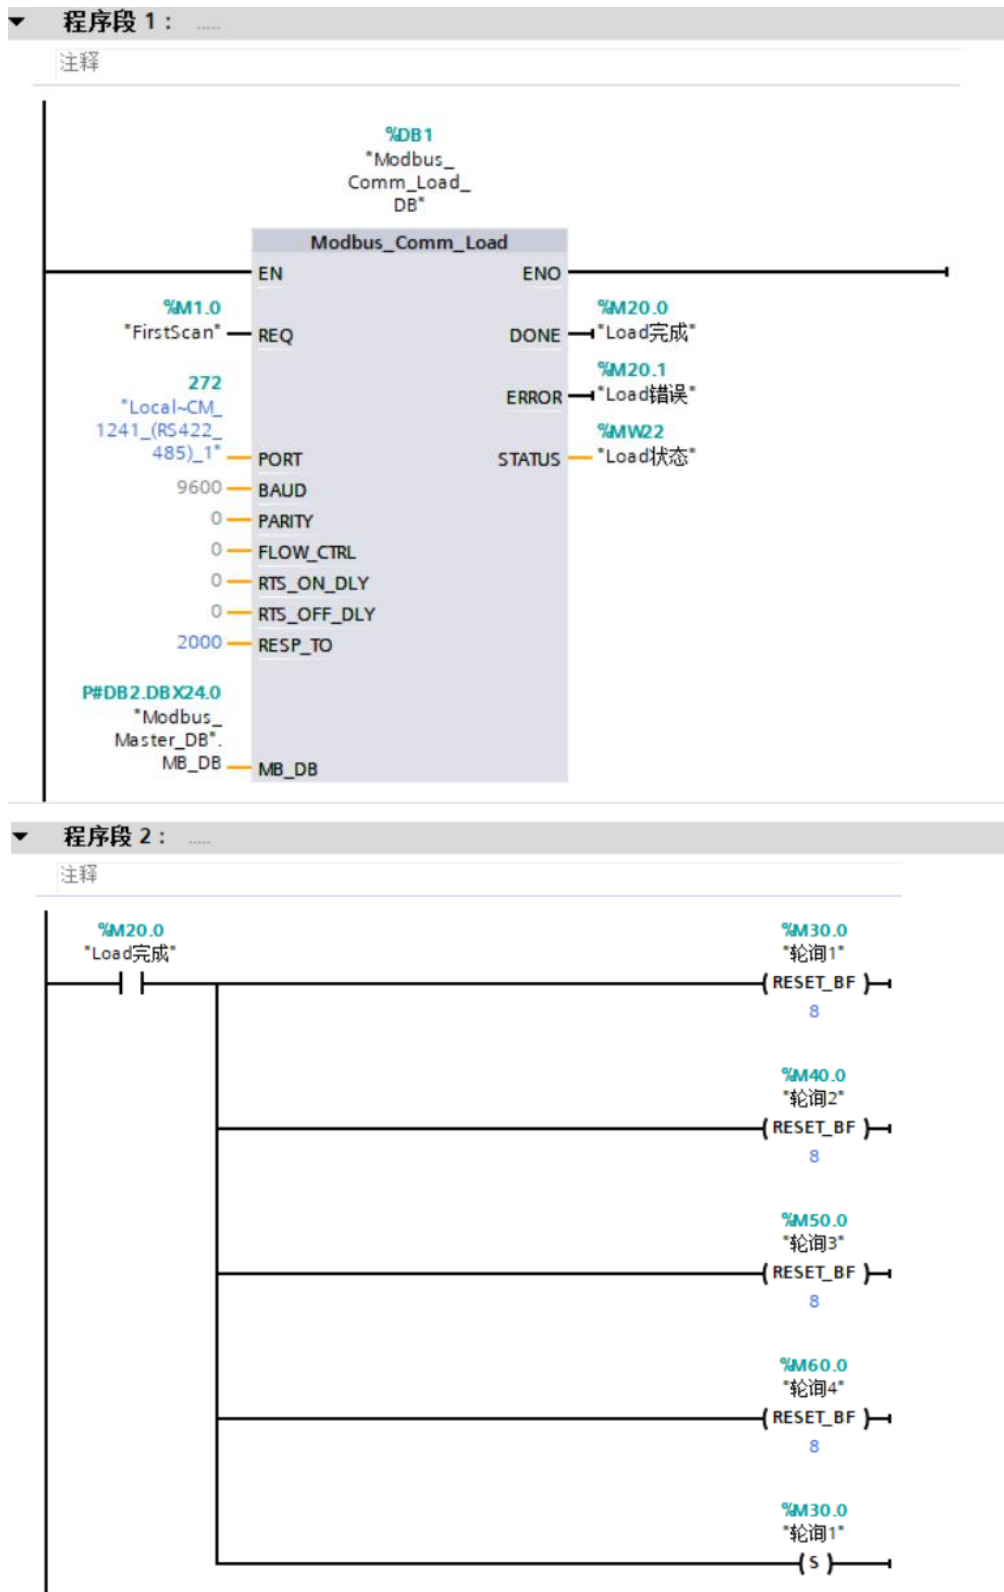 程序段 1： .....
注释
%DB1
"Modbus_
Comm_Load_
DB"
Modbus_Comm_Load
EN ENO
%M1.0 %M20.0
"FirstScan" REQ DONE "Load完成"
272 %M20.1
"Local~CM_ ERROR "Load错误"
1241_(RS422_ %MW22
485)_1" PORT STATUS "Load状态"
9600 BAUD
0 PARITY
0 FLOW_CTRL
0 RTS_ON_DLY
0 RTS_OFF_DLY
2000 RESP_TO
P#DB2.DBX24.0
"Modbus_
Master_DB".
MB_DB MB_DB
程序段 2： .....
注释
%M20.0 %M30.0
"Load完成" "轮询1"
RESET_BF
8
%M40.0
"轮询2"
RESET_BF
8
%M50.0
"轮询3"
RESET_BF
8
%M60.0
"轮询4"
RESET_BF
8
%M30.0
"轮询1"
S